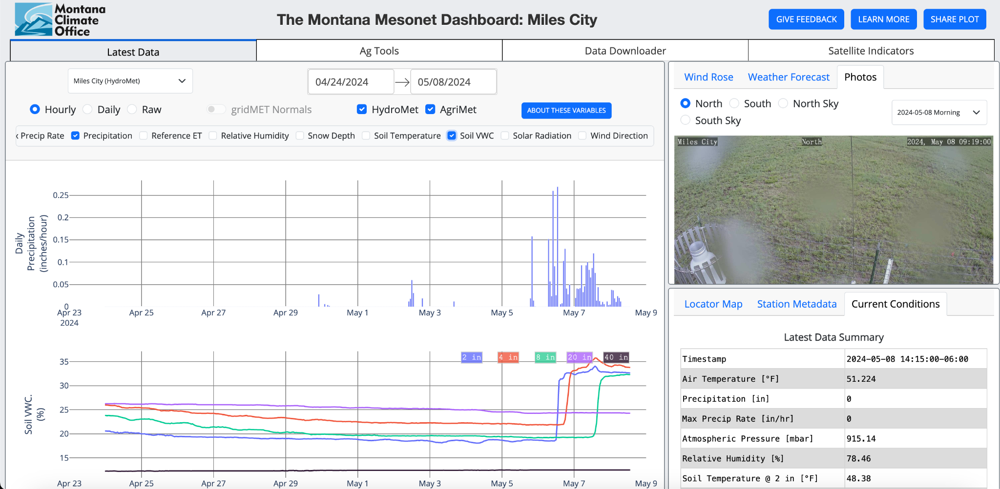 Montana
Climate
Office
The Montana Mesonet Dashboard: Miles City
GIVE FEEDBACK
LEARN MORE
SHARE PLOT
Latest Data
Ag Tools
Data Downloader
Satellite Indicators
Miles City (HydroMet)
04/24/2024
05/08/2024
Hourly
Daily
Raw
gridMET Normals
HydroMet
AgriMet
ABOUT THESE VARIABLES
x Precip Rate
Precipitation
Reference ET
Relative Humidity
Snow Depth
Soil Temperature
Soil VWC
Solar Radiation
Wind Direction
Daily
Precipitation
(inches/hour)
0.25
0.2
0.15
0.1
0.05
0
Apr 23
2024
Apr 25
Apr 27
Apr 29
May 1
May 3
May 5
May 7
May 9
2 in
4 in
8 in
20 in
40 in
Soil VWC.
(%)
35
30
25
20
15
Apr 23
Apr 25
Apr 27
Apr 29
May 1
May 3
May 5
May 7
May 9
Wind Rose
Weather Forecast
Photos
North
South
North Sky
South Sky
2024-05-08 Morning
Miles City
North
2024, May 08 09:19:00
Locator Map
Station Metadata
Current Conditions
Latest Data Summary
Timestamp 2024-05-08 14:15:00-06:00
Air Temperature [°F] 51.224
Precipitation [in] 0
Max Precip Rate [in/hr] 0
Atmospheric Pressure [mbar] 915.14
Relative Humidity [%] 78.46
Soil Temperature @ 2 in [°F] 48.38